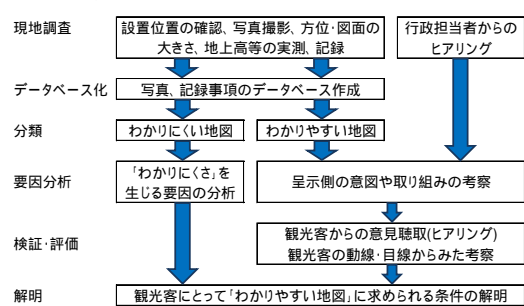 現地調査
設置位置の確認、写真撮影、方位･図面の
大きさ、地上高等の実測、記録
行政担当者からの
ヒアリング
データベース化
写真、記録事項のデータベース作成
分類
わかりにくい地図
わかりやすい地図
要因分析
｢わかりにくさ｣を
生じる要因の分析
呈示側の意図や取り組みの考察
検証･評価
観光客からの意見聴取(ヒアリング)
観光客の動線･目線からみた考察
解明
観光客にとって｢わかりやすい地図｣に求められる条件の解明